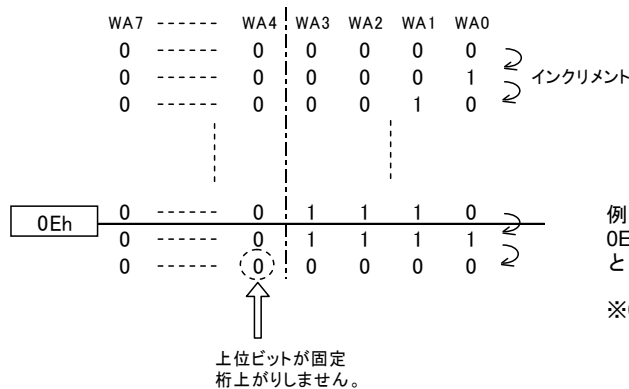 WA7 ------ WA4 WA3 WA2 WA1 WA0
0 ------ 0 0 0 0 0
0 ------ 0 0 0 0 1
0 ------ 0 0 0 1 0
インクリメント
0Eh
0 ------ 0 1 1 1 0
0 ------ 0 1 1 1 1
0 ------ 0 0 0 0 0
上位ビットが固定
桁上がりしません。
例
0E
と
※